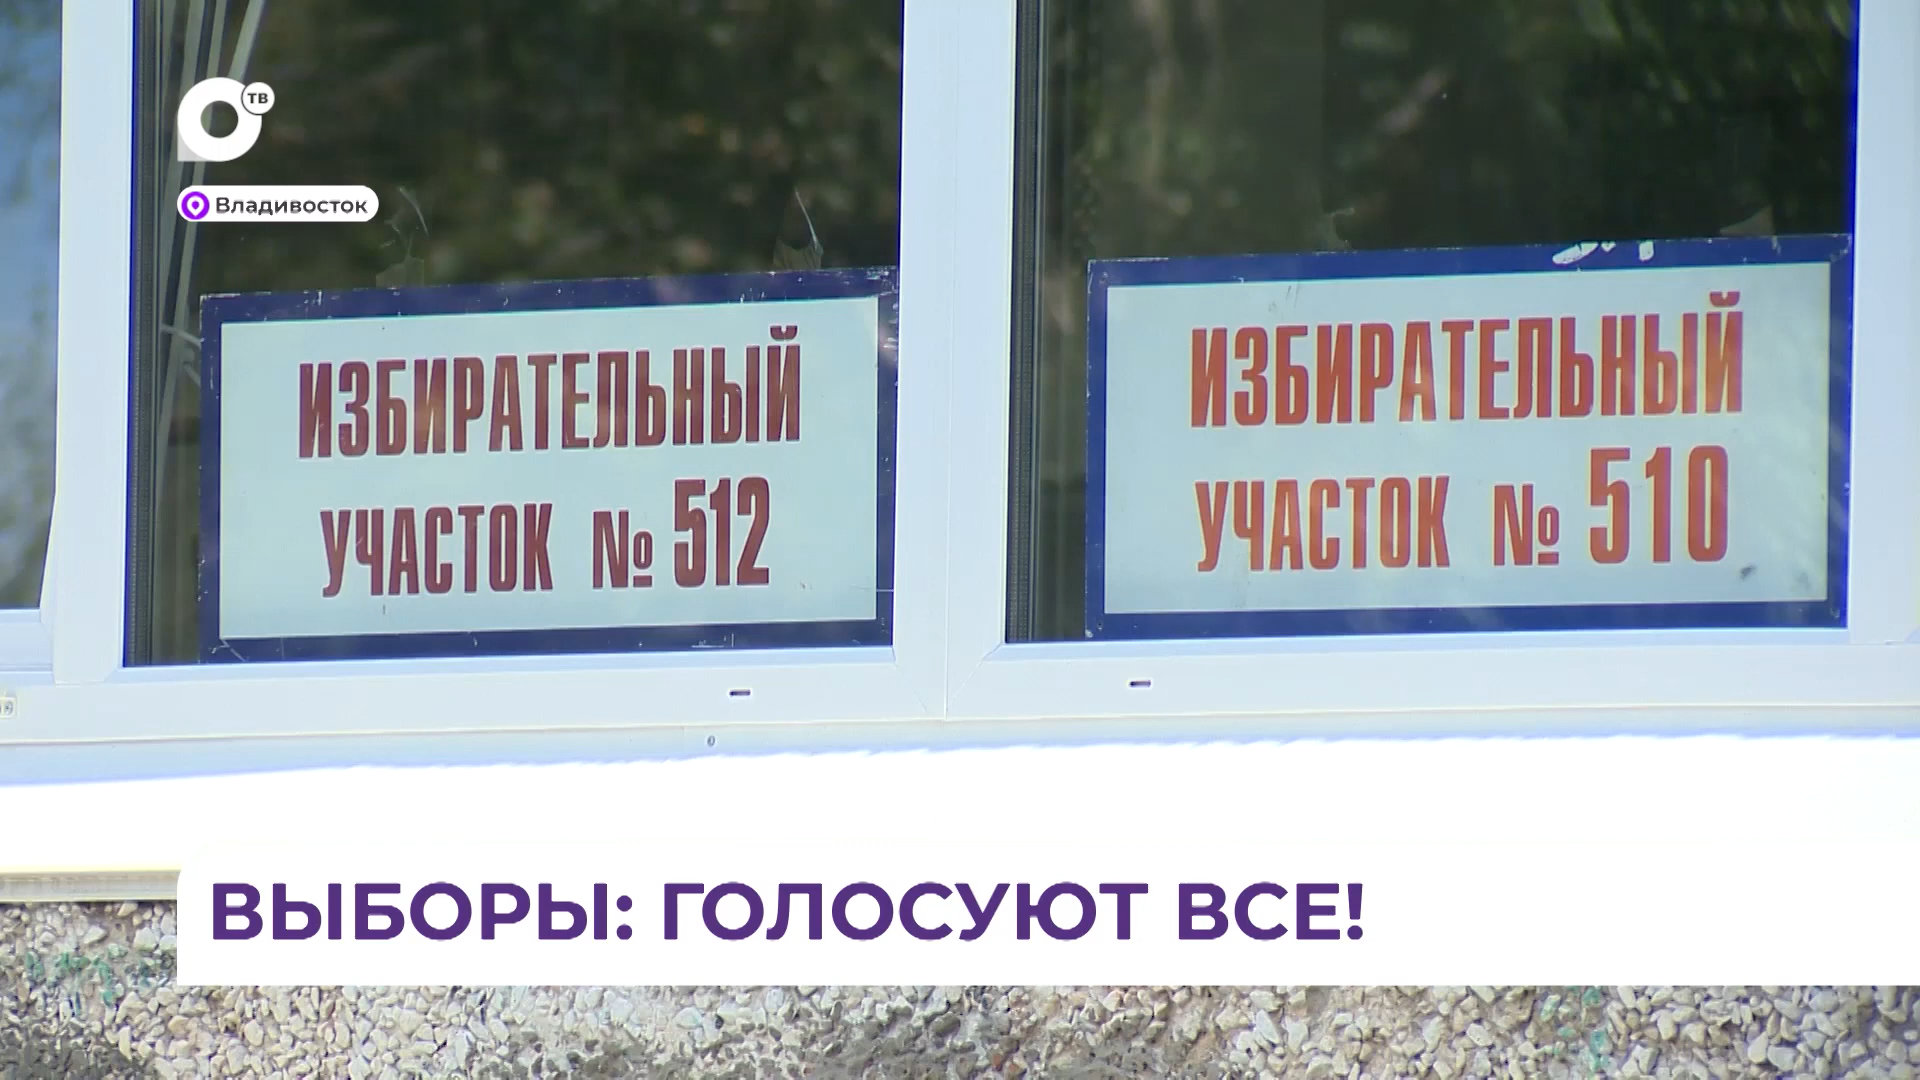 ТВ
Владивосток
ИЗБИРАТЕЛЬНЫЙ
УЧАСТОК № 512
ИЗБИРАТЕЛЬНЫЙ
УЧАСТОК № 510
ВЫБОРЫ: ГОЛОСУЮТ ВСЕ!